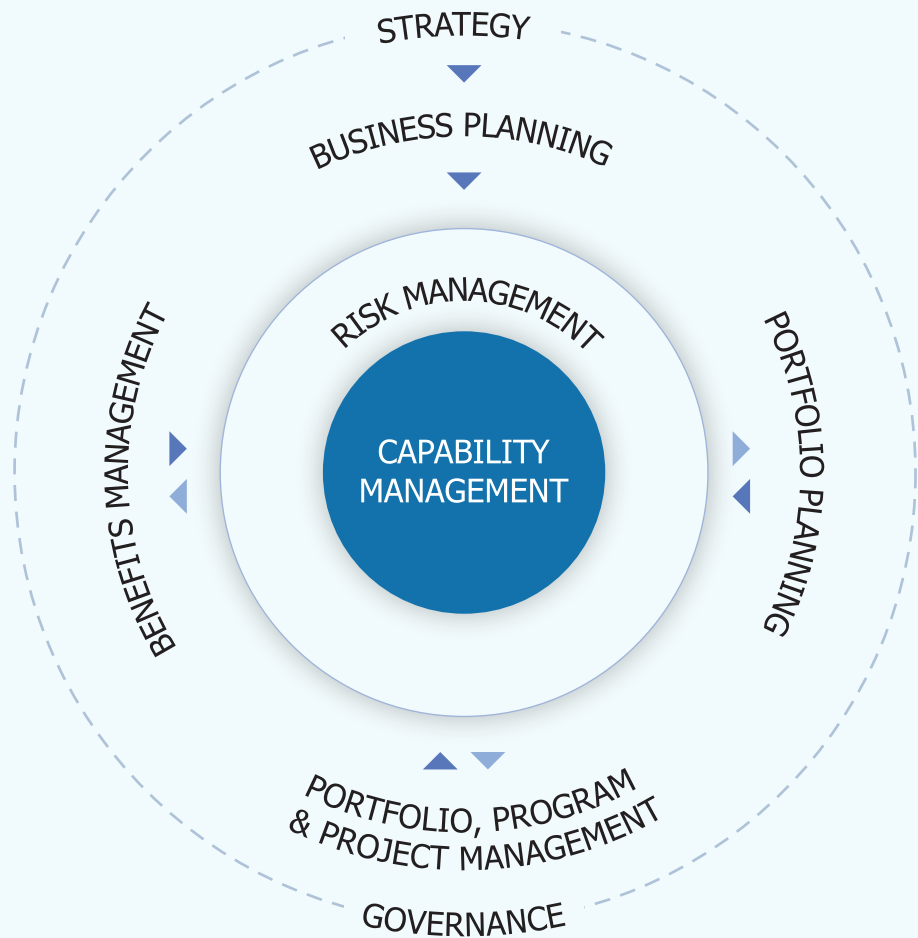 STRATEGY
BUSINESS PLANNING
RISK MANAGEMENT
BENEFITS MANAGEMENT
CAPABILITY
MANAGEMENT
PORTFOLIO PLANNING
PORTFOLIO, PROGRAM
& PROJECT MANAGEMENT
GOVERNANCE